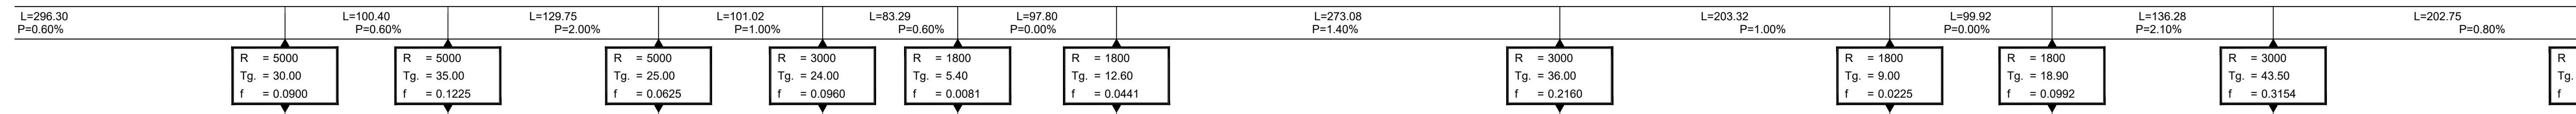 L=296.30 L=100.40 L=129.75 L=101.02 L=83.29 L=97.80 L=273.08 L=203.32 L=99.92 L=136.28 L=202.75
P=0.60% P=0.60% P=2.00% P=1.00% P=0.60% P=0.00% P=1.40% P=1.00% P=0.00% P=2.10% P=0.80%
R = 5000 R = 5000 R = 5000 R = 3000 R = 1800 R = 1800 R = 3000 R = 1800 R = 1800 R = 3000 R
Tg. = 30.00 Tg. = 35.00 Tg. = 25.00 Tg. = 24.00 Tg. = 5.40 Tg. = 12.60 Tg. = 36.00 Tg. = 9.00 Tg. = 18.90 Tg. = 43.50 Tg.
f = 0.0900 f = 0.1225 f = 0.0625 f = 0.0960 f = 0.0081 f = 0.0441 f = 0.2160 f = 0.0225 f = 0.0992 f = 0.3154 f